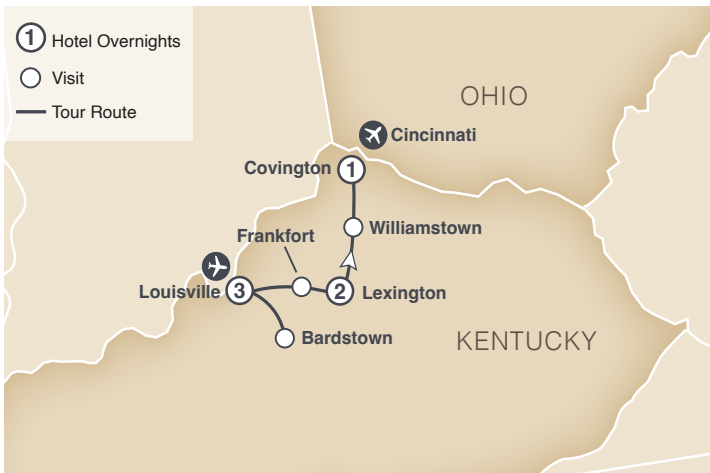 1 Hotel Overnights
Visit
Tour Route
OHIO
Cincinnati
Covington 1
Williamstown
Frankfort
Louisville 3
2 Lexington
Bardstown
KENTUCKY